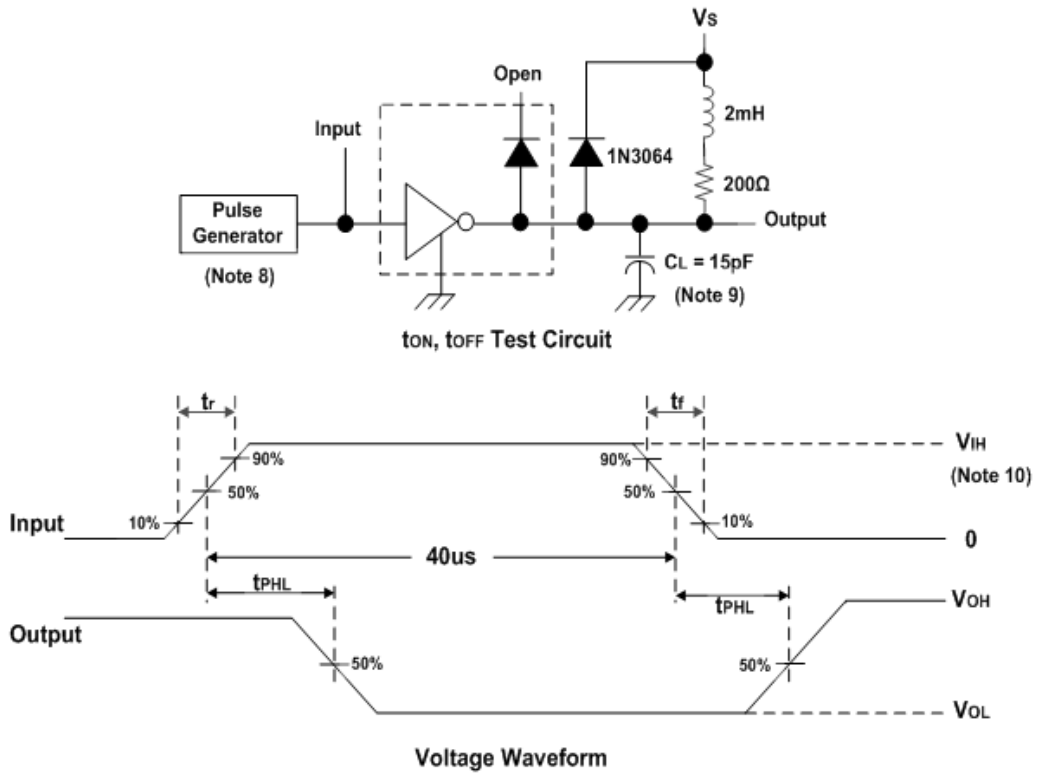 Vs
Open
2mH
Input
1N3064
200Ω
Pulse
Generator
Output
(Note 8)
CL = 15pF
(Note 9)
tON, tOFF Test Circuit
tr
tf
90%
90%
VIH
50%
50%
(Note 10)
Input
10%
10%
0
40us
tPHL
tPHL
VOH
Output
50%
50%
VOL
Voltage Waveform